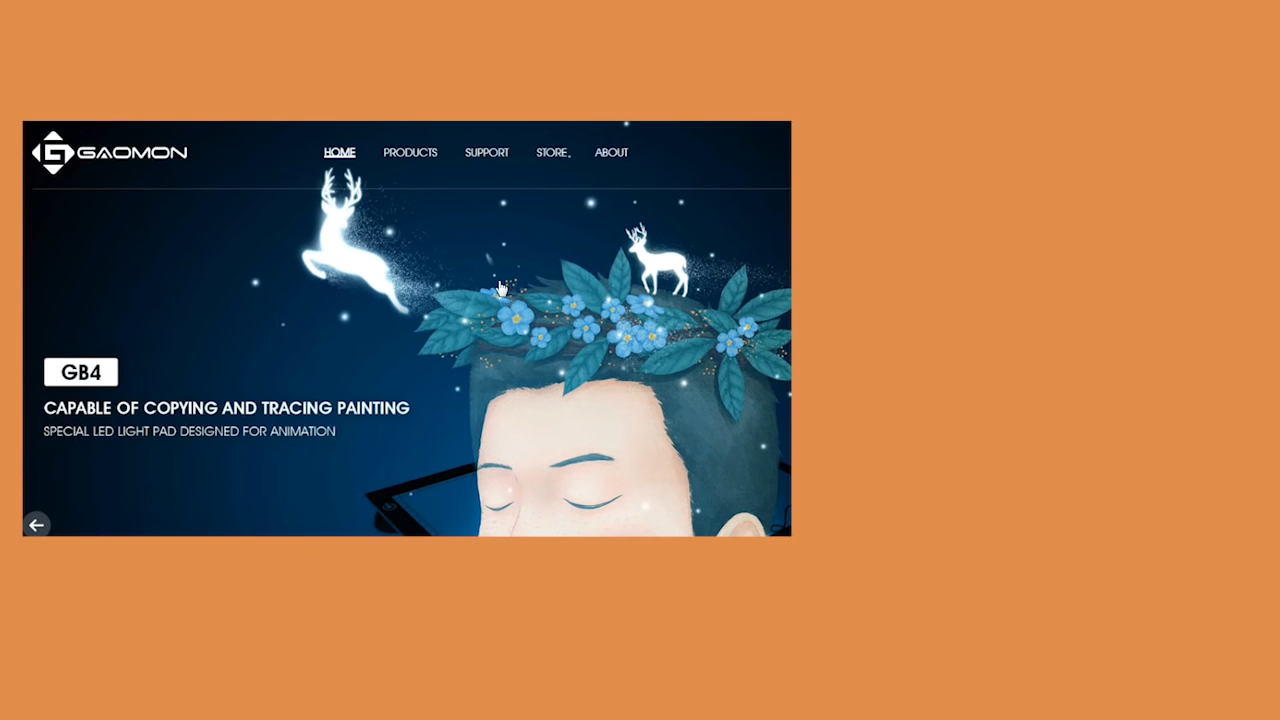 GAOMON
HOME PRODUCTS SUPPORT STORE ABOUT
GB4
CAPABLE OF COPYING AND TRACING PAINTING
SPECIAL LED LIGHT PAD DESIGNED FOR ANIMATION